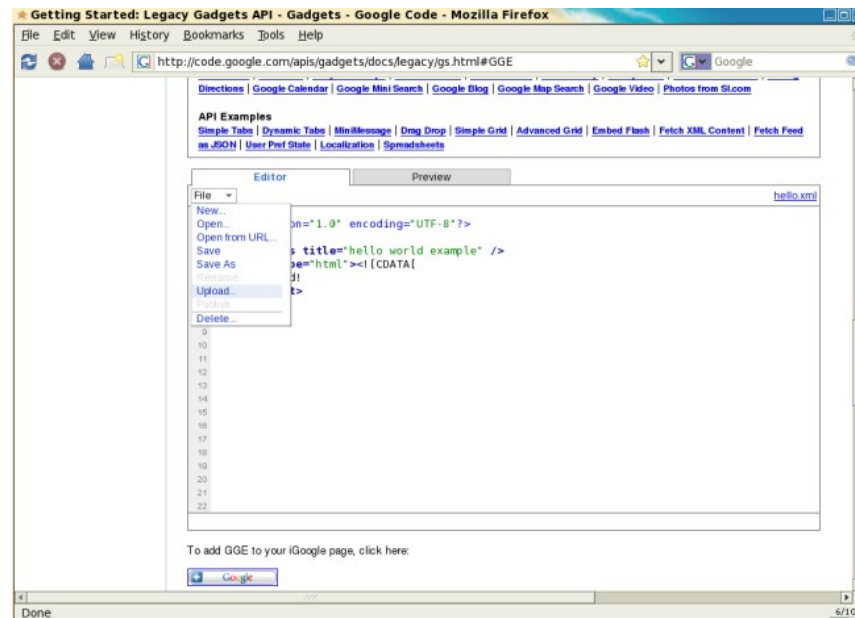 Getting Started: Legacy Gadgets API - Gadgets - Google Code - Mozilla Firefox
File Edit View History Bookmarks Tools Help
http://code.google.com/apis/gadgets/docs/legacy/gs.html#GGE
Google
Directions | Google Calendar | Google Mini Search | Google Blog | Google Map Search | Google Video | Photos from SI.com
API Examples
Simple Tabs | Dynamic Tabs | MiniMessage | Drag Drop | Simple Grid | Advanced Grid | Embed Flash | Fetch XML Content | Fetch Feed
as JSON | User Pref State | Localization | Spreadsheets
Editor Preview
File hello.xml
New...
Open... on="1.0" encoding="UTF-8"?>
Open from URL...
Save s title="hello world example" />
Save As pe="html"><![CDATA[
Rename... d!
Upload... t>
Publish...
Delete...
9
10
11
12
13
14
15
16
17
18
19
20
21
22
To add GGE to your iGoogle page, click here:
Google
Done 6/10